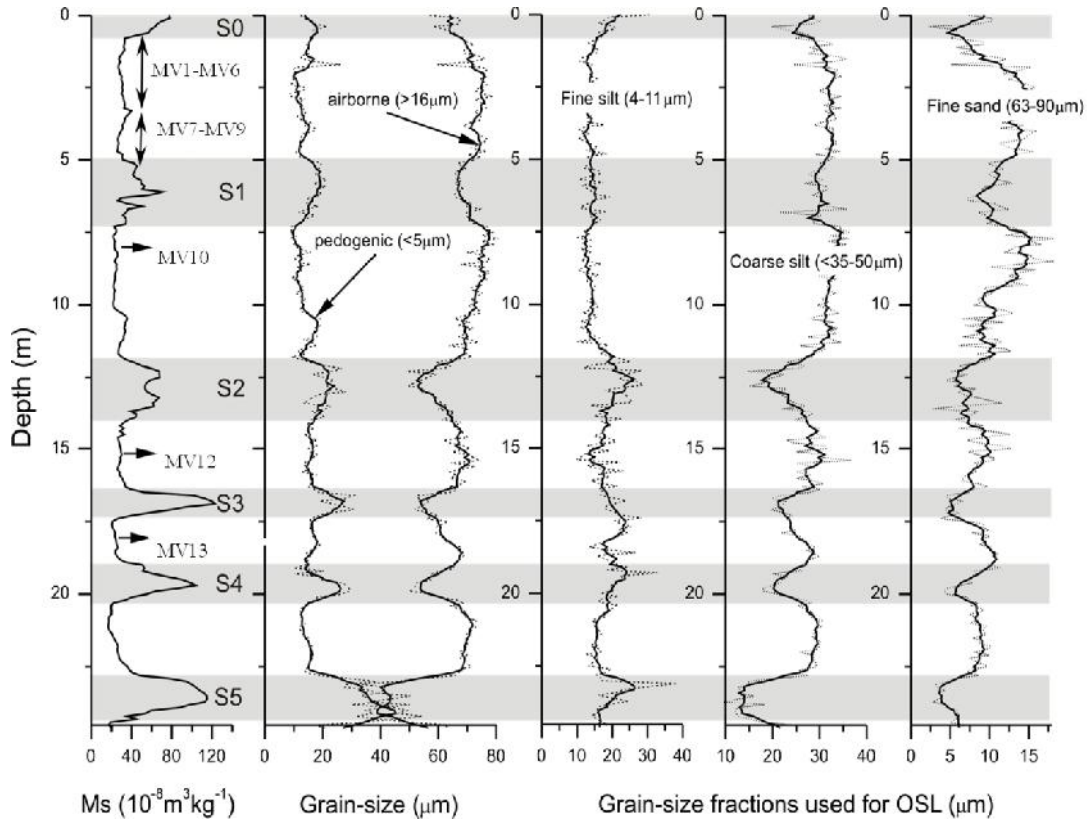 0 0 0 0
S0
MV1-MV6
airborne (>16μm)
Fine silt (4-11μm)
Fine sand (63-90μm)
MV7-MV9
5 5 5 5
S1
pedogenic (<5μm)
MV10
Coarse silt (<35-50μm)
10 10 10 10
Depth (m)
S2
15 15 15 15
MV12
S3
MV13
S4
20 20 20 20
S5
0 40 80 120 0 20 40 60 80 0 10 20 30 40 10 20 30 40 0 5 10 15
Ms (10⁻⁸m³kg⁻¹) Grain-size (μm) Grain-size fractions used for OSL (μm)